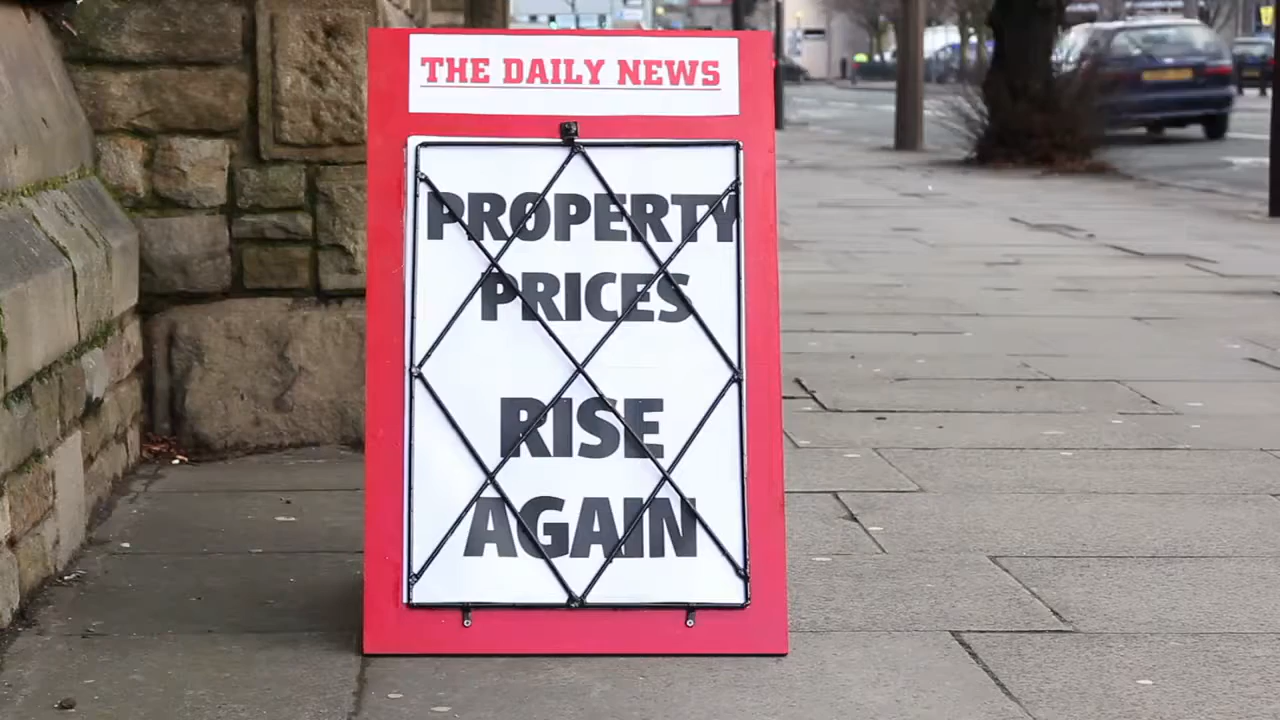 THE DAILY NEWS
PROPERTY
PRICES
RISE
AGAIN